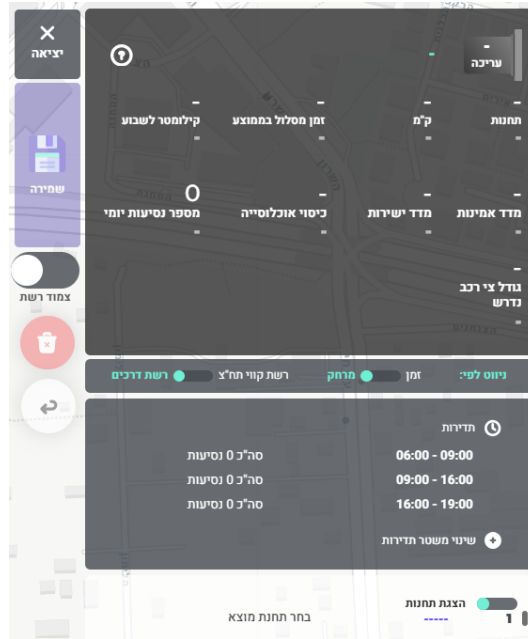 יציאה
-
עריכה
-
-
תחנות
-
-
ק"מ
-
-
זמן מסלול בממוצע
-
-
קילומטר לשבוע
-
-
מדד אמינות
-
-
מדד ישירות
-
-
כיסוי אוכלוסייה
-
0
מספר נסיעות יומי
-
-
גודל צי רכב
נדרש
-
שמירה
צמוד רשת
ניווט לפי: זמן מרחק רשת קווי תח"צ רשת דרכים
תדירות
06:00 - 09:00 סה"כ 0 נסיעות
09:00 - 16:00 סה"כ 0 נסיעות
16:00 - 19:00 סה"כ 0 נסיעות
שינוי משטר תדירות
הצגת תחנות
1 ----- בחר תחנת מוצא